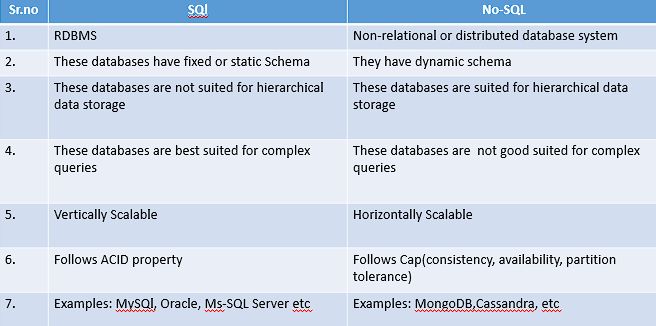 Sr.no SQl No-SQL
1. RDBMS Non-relational or distributed database system
2. These databases have fixed or static Schema They have dynamic schema
3. These databases are not suited for hierarchical These databases are suited for hierarchical data
data storage storage
4. These databases are best suited for complex These databases are  not good suited for complex
queries queries
5. Vertically Scalable Horizontally Scalable
6. Follows ACID property Follows Cap(consistency, availability, partition
tolerance)
7. Examples: MySQl, Oracle, Ms-SQL Server etc Examples: MongoDB,Cassandra, etc